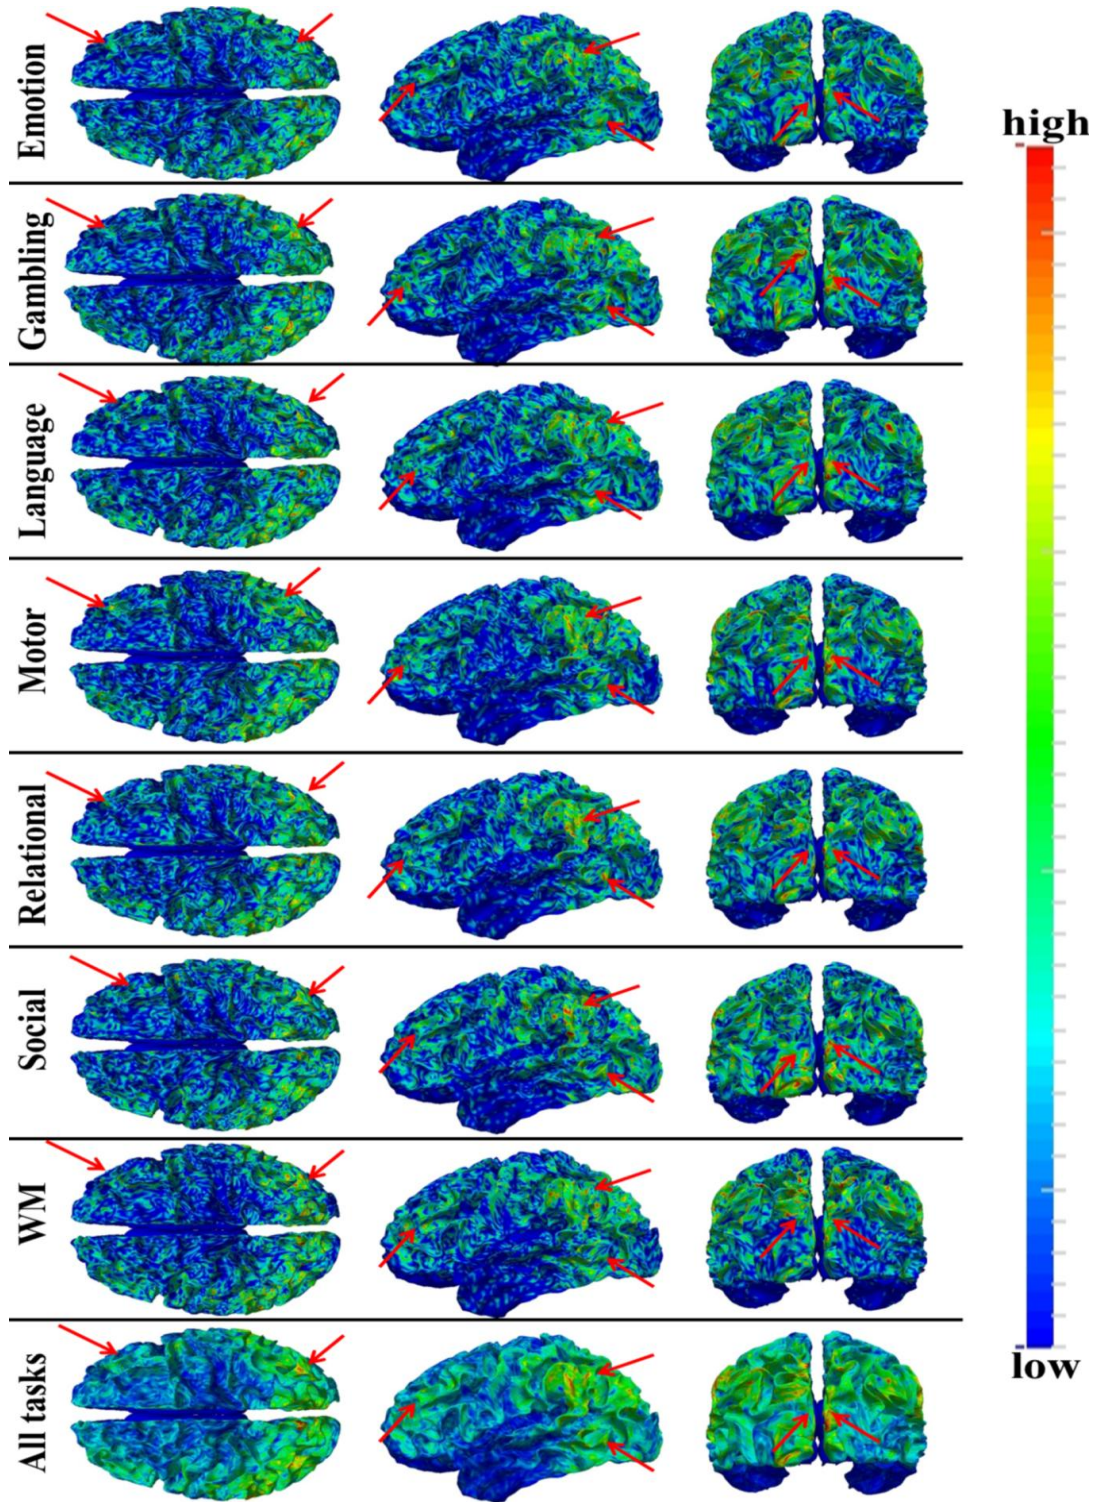 Emotion
high
Gambling
Language
Motor
Relational
Social
WM
low
All tasks